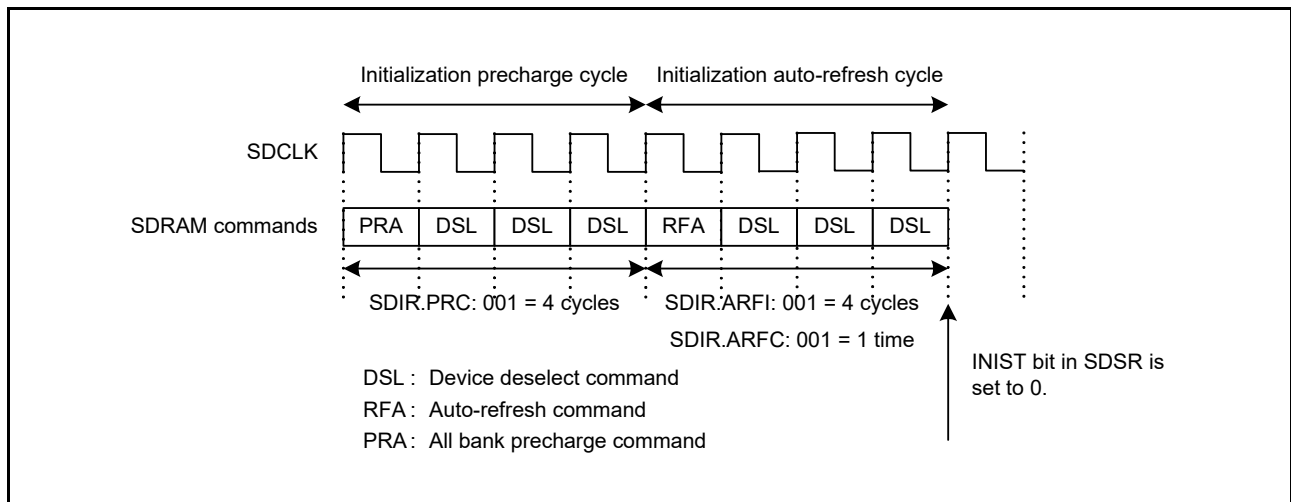 Initialization precharge cycle Initialization auto-refresh cycle
SDCLK
SDRAM commands PRA DSL DSL DSL RFA DSL DSL DSL
SDIR.PRC: 001 = 4 cycles SDIR.ARFI: 001 = 4 cycles
SDIR.ARFC: 001 = 1 time
INIST bit in SDSR is
set to 0.
DSL : Device deselect command
RFA : Auto-refresh command
PRA : All bank precharge command